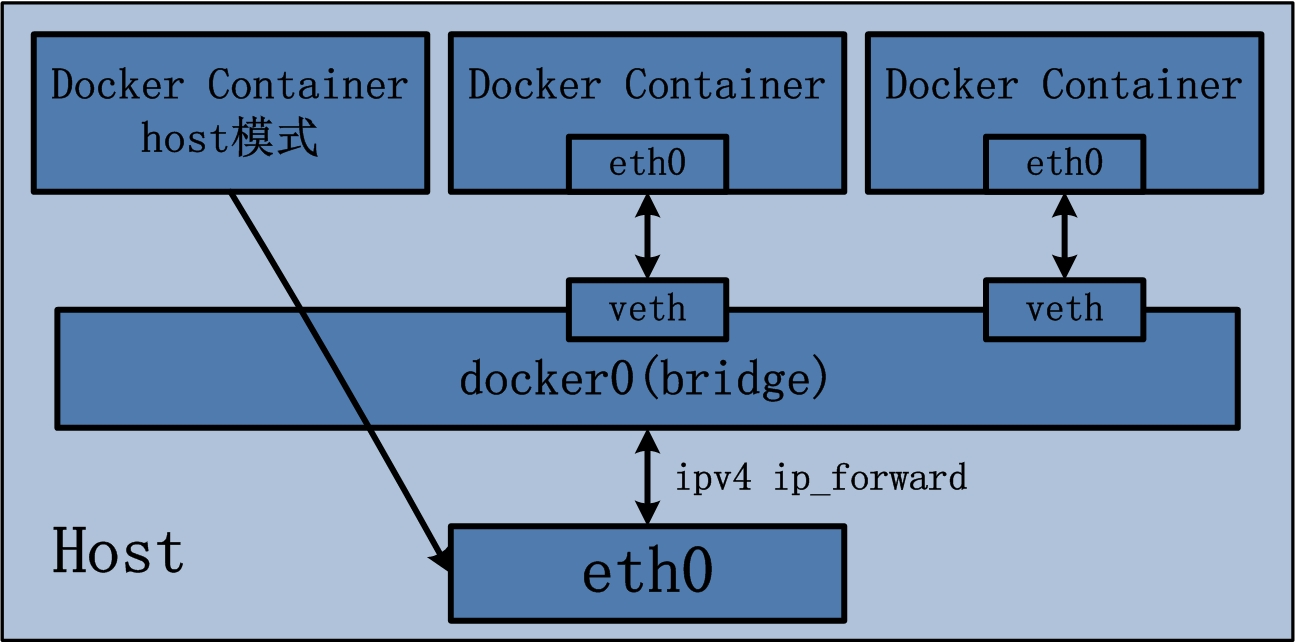 Docker Container
host模式
Docker Container
eth0
Docker Container
eth0
veth
veth
docker0(bridge)
ipv4 ip_forward
Host
eth0